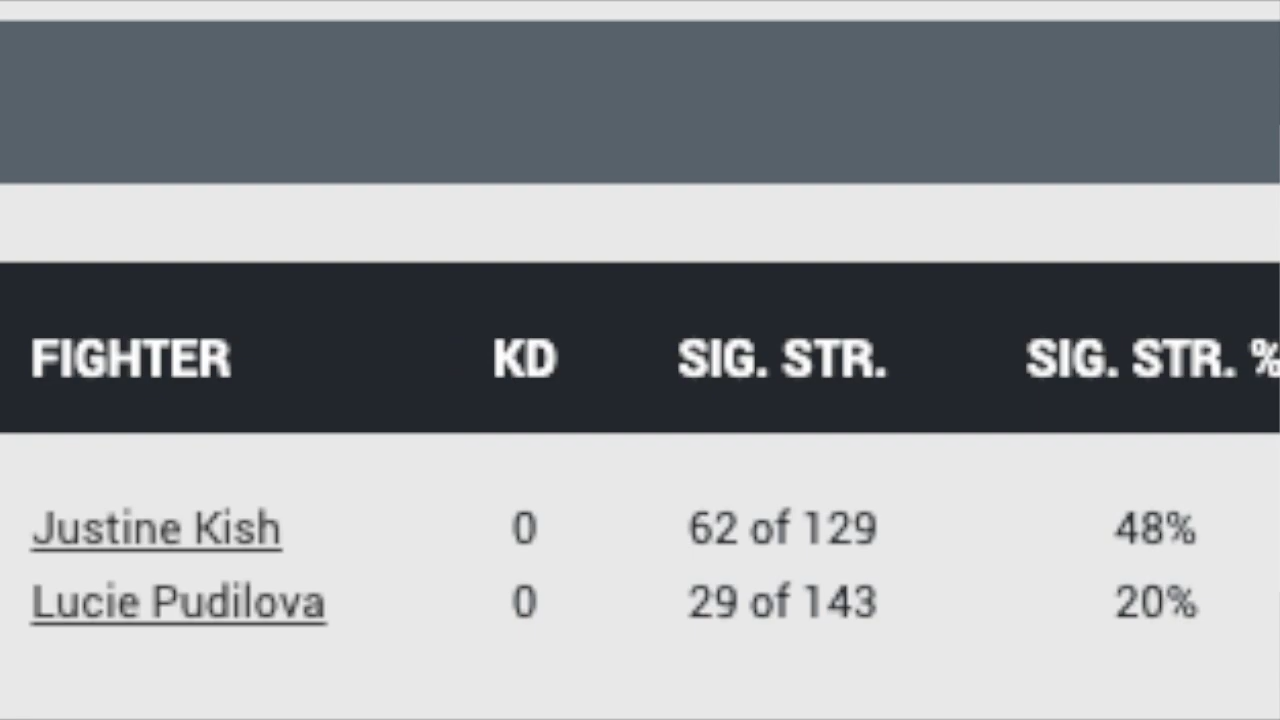 FIGHTER KD SIG. STR. SIG. STR. %
Justine Kish 0 62 of 129 48%
Lucie Pudilova 0 29 of 143 20%